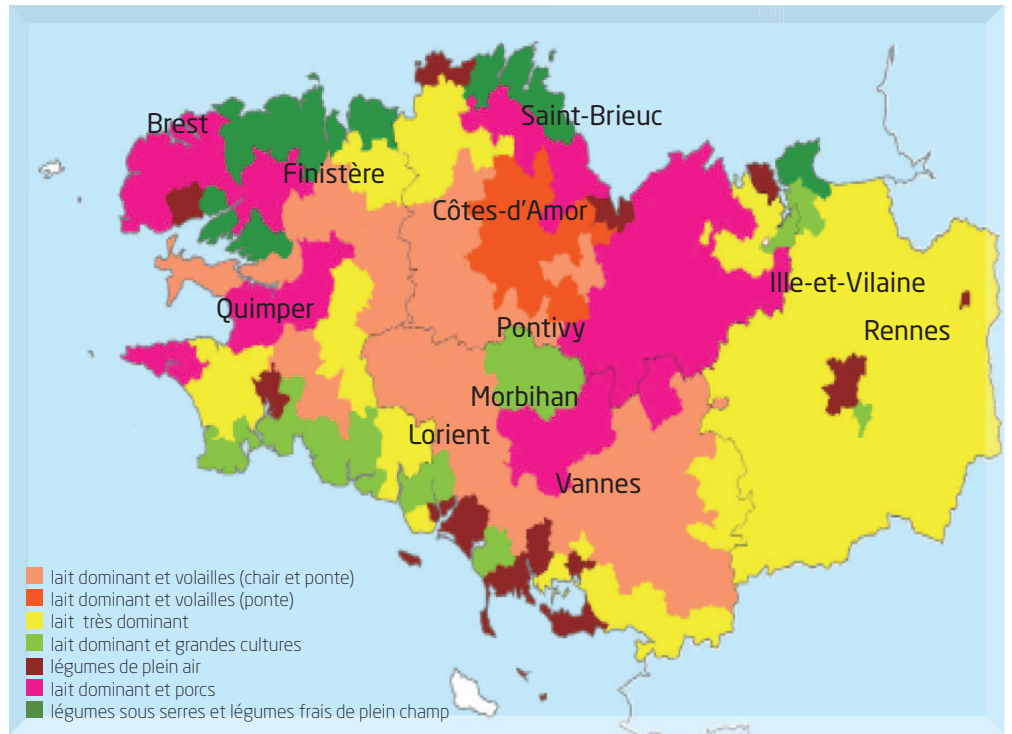 Brest
Saint-Brieuc
Finistère
Côtes-d'Amor
Ille-et-Vilaine
Quimper
Pontivy
Rennes
Morbihan
Lorient
Vannes
lait dominant et volailles (chair et ponte)
lait dominant et volailles (ponte)
lait très dominant
lait dominant et grandes cultures
légumes de plein air
lait dominant et porcs
légumes sous serres et légumes frais de plein champ